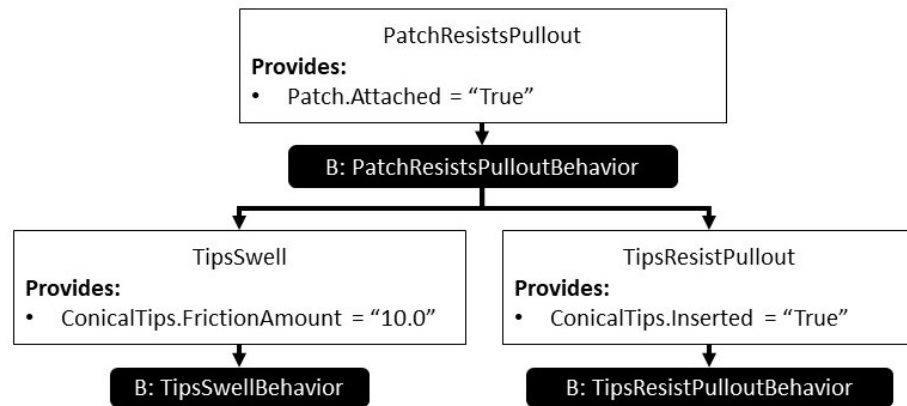 PatchResistsPullout
Provides:
• Patch.Attached = “True”
B: PatchResistsPulloutBehavior
TipsSwell
Provides:
• ConicalTips.FrictionAmount = “10.0”
B: TipsSwellBehavior
TipsResistPullout
Provides:
• ConicalTips.Inserted = “True”
B: TipsResistPulloutBehavior